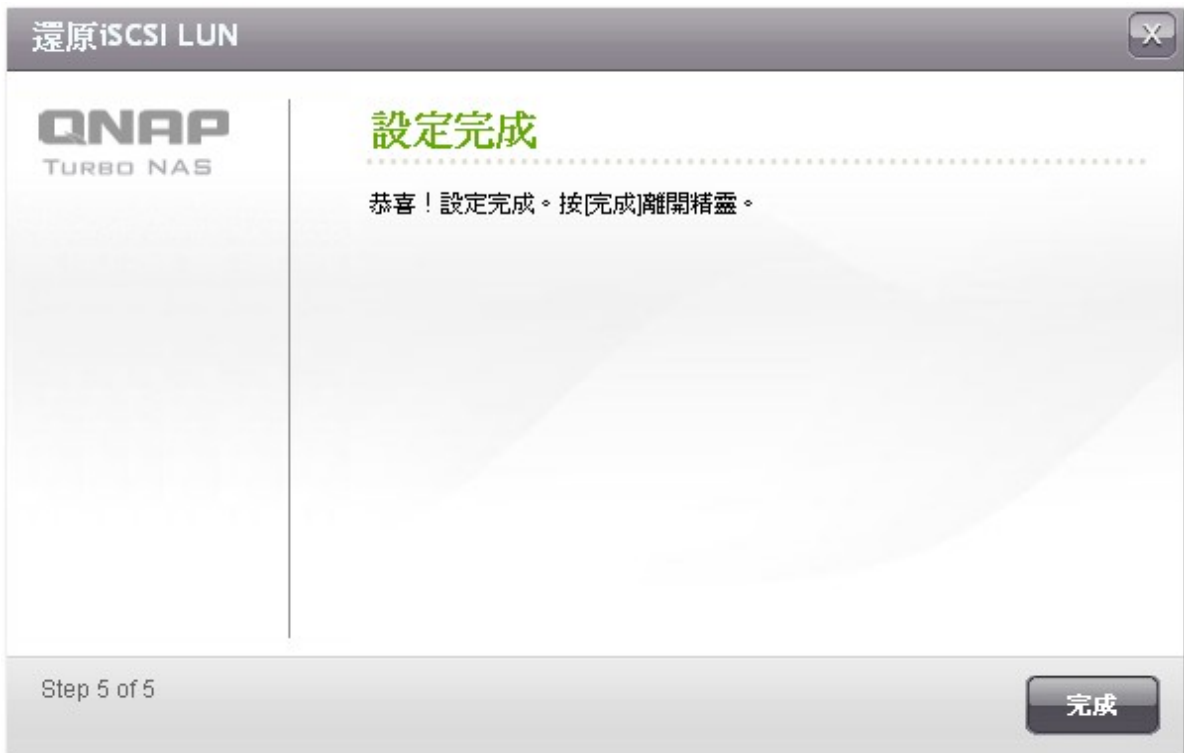 還原iSCSI LUN
X
QNAP
TURBO NAS
設定完成
恭喜！設定完成。按[完成]離開精靈。
Step 5 of 5
完成